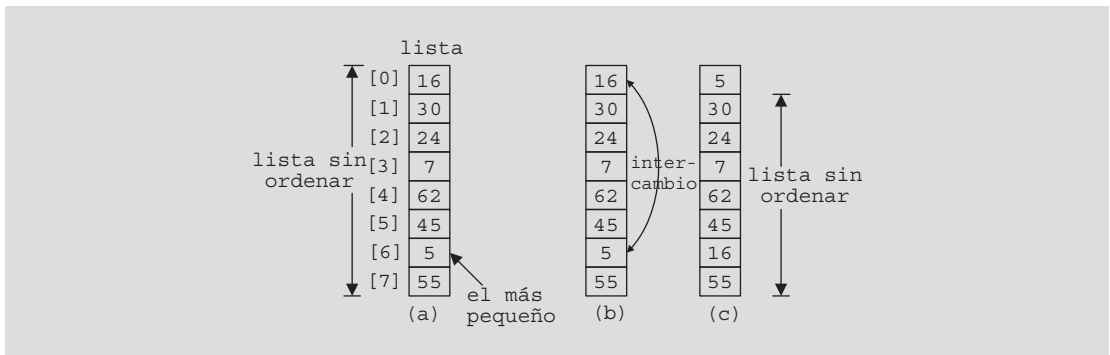 lista
[0] 16 16 5
[1] 30 30 30
[2] 24 24 24
[3] 7 7 7
[4] 62 62 62
[5] 45 45 45
[6] 5 5 16
[7] 55 55 55
lista sin
ordenar
inter-
cambio
lista sin
ordenar
el más
pequeño
(a) (b) (c)